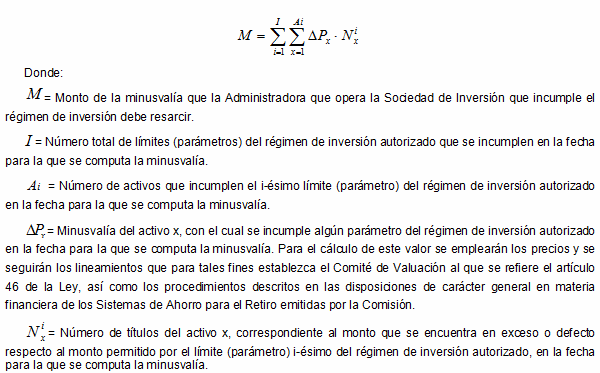 M = \sum_{i=1}^{I} \sum_{x=1}^{Ai} ΔP_x · N_x^i
Donde:
M = Monto de la minusvalía que la Administradora que opera la Sociedad de Inversión que incumple el
régimen de inversión debe resarcir.
I = Número total de límites (parámetros) del régimen de inversión autorizado que se incumplen en la fecha
para la que se computa la minusvalía.
Ai = Número de activos que incumplen el i-ésimo límite (parámetro) del régimen de inversión autorizado
en la fecha para la que se computa la minusvalía.
ΔP_x = Minusvalía del activo x, con el cual se incumple algún parámetro del régimen de inversión autorizado
en la fecha para la que se computa la minusvalía. Para el cálculo de este valor se emplearán los precios y se
seguirán los lineamientos que para tales fines establezca el Comité de Valuación al que se refiere el artículo
46 de la Ley, así como los procedimientos descritos en las disposiciones de carácter general en materia
financiera de los Sistemas de Ahorro para el Retiro emitidas por la Comisión.
N_x^i = Número de títulos del activo x, correspondiente al monto que se encuentra en exceso o defecto
respecto al monto permitido por el límite (parámetro) i-ésimo del régimen de inversión autorizado, en la fecha
para la que se computa la minusvalía.